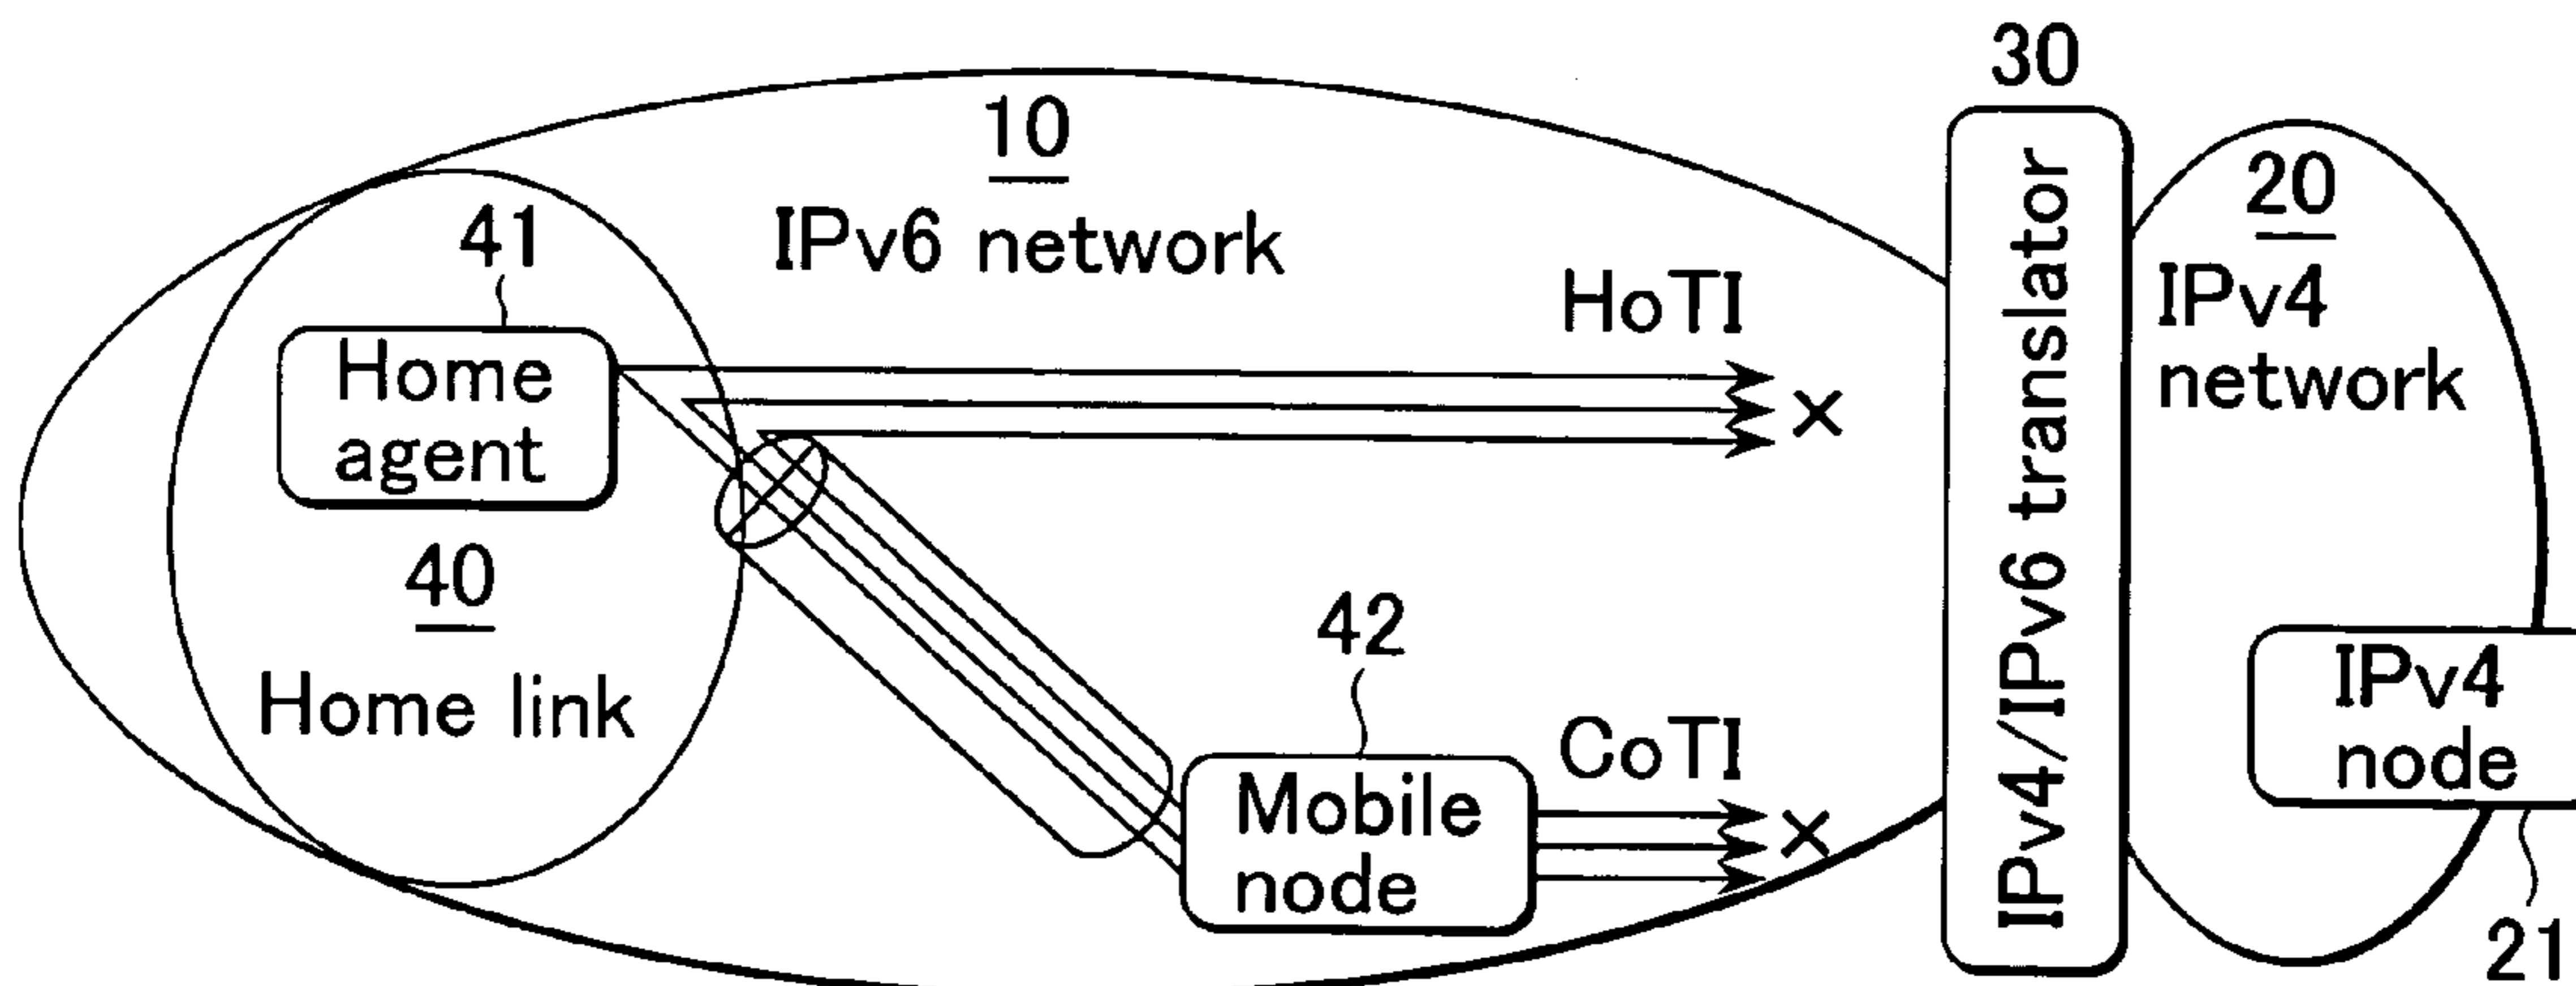 30
10
20
41
IPv6 network
IPv4
network
HoTI
×
Home
agent
40
Home link
42
CoTI
×
Mobile
node
IPv4/IPv6 translator
IPv4
node
21